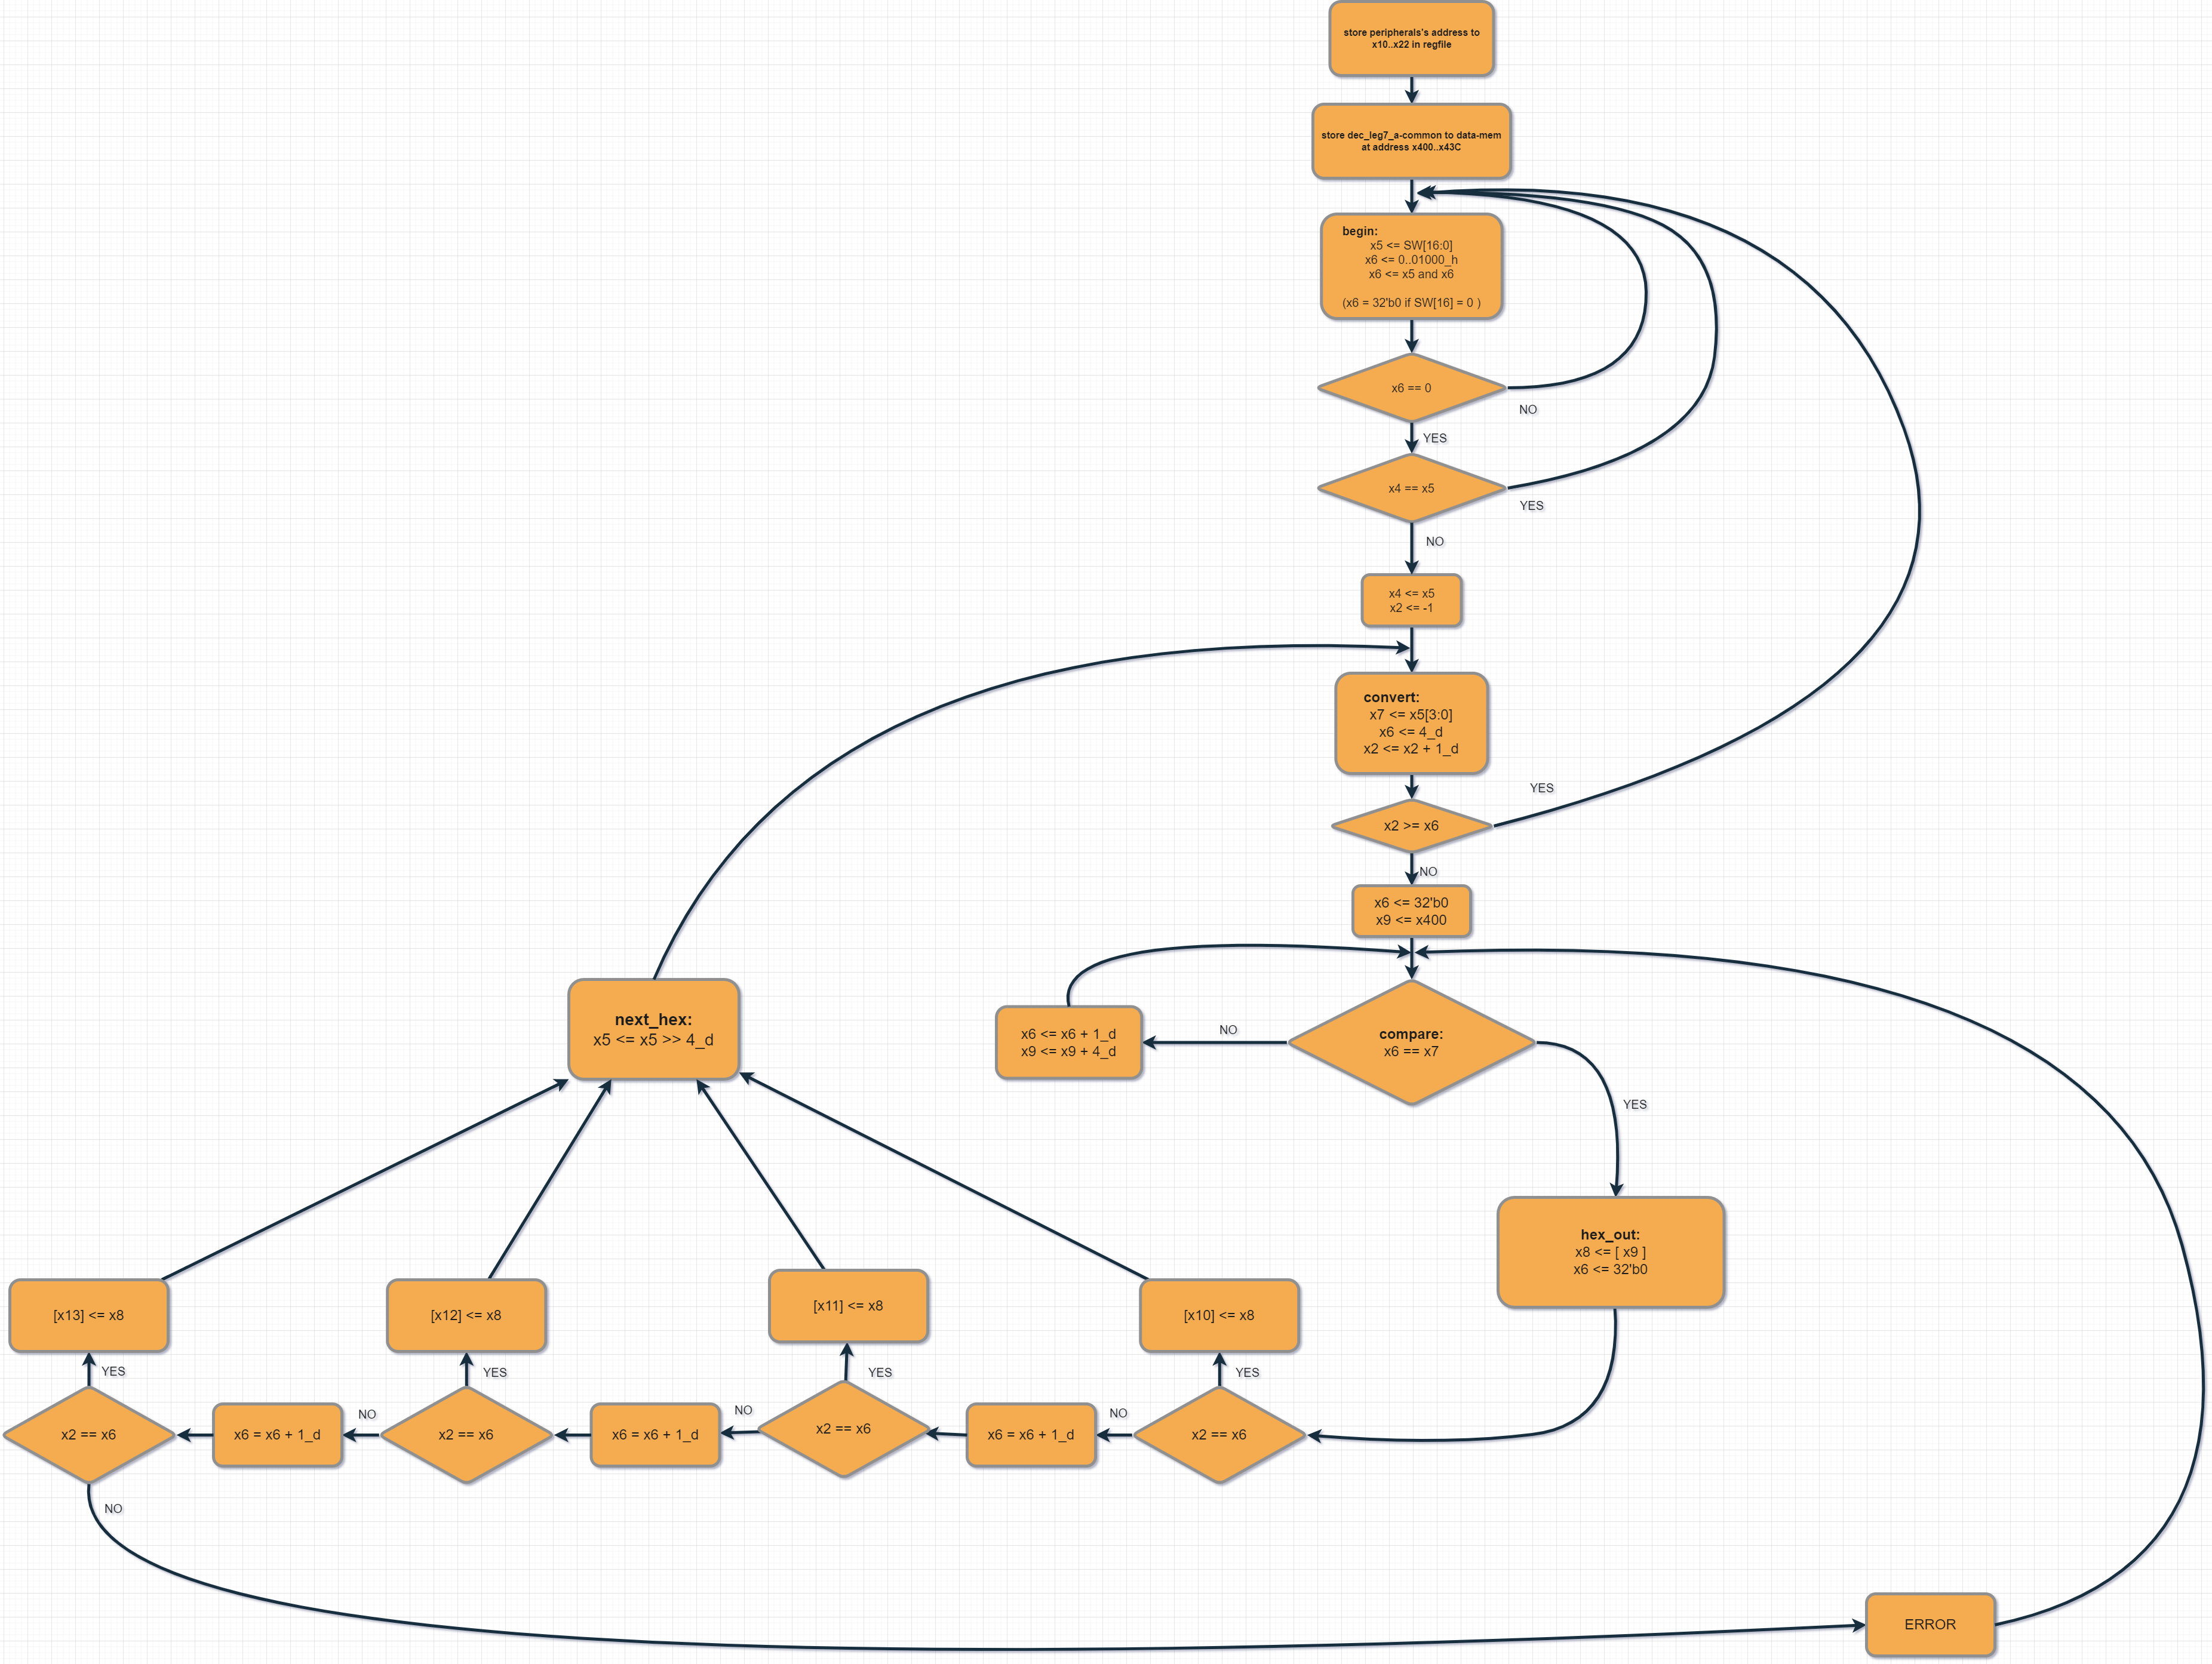 store peripherals's address to
x10..x22 in regfile
store dec_leg7_a-common to data-mem
at address x400..x43C
begin:
x5 <= SW[16:0]
x6 <= 0..01000_h
x6 <= x5 and x6
(x6 = 32'b0 if SW[16] = 0 )
x6 == 0
NO
YES
x4 == x5
YES
NO
x4 <= x5
x2 <= -1
convert:
x7 <= x5[3:0]
x6 <= 4_d
x2 <= x2 + 1_d
YES
x2 >= x6
NO
x6 <= 32'b0
x9 <= x400
next_hex:
x5 <= x5 >> 4_d
x6 <= x6 + 1_d
x9 <= x9 + 4_d
NO
compare:
x6 == x7
YES
hex_out:
x8 <= [ x9 ]
x6 <= 32'b0
[x13] <= x8
[x12] <= x8
[x11] <= x8
[x10] <= x8
YES
YES
YES
YES
x2 == x6
x6 = x6 + 1_d
NO
x2 == x6
x6 = x6 + 1_d
NO
x2 == x6
x6 = x6 + 1_d
NO
x2 == x6
NO
ERROR